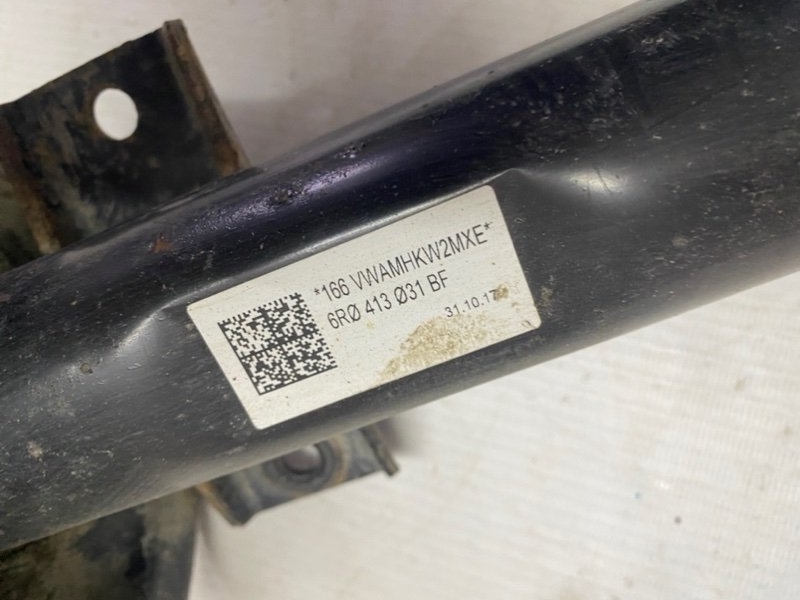 *166 VWAMHKW2MXE*
6RØ 413 Ø31 BF
31.10.17